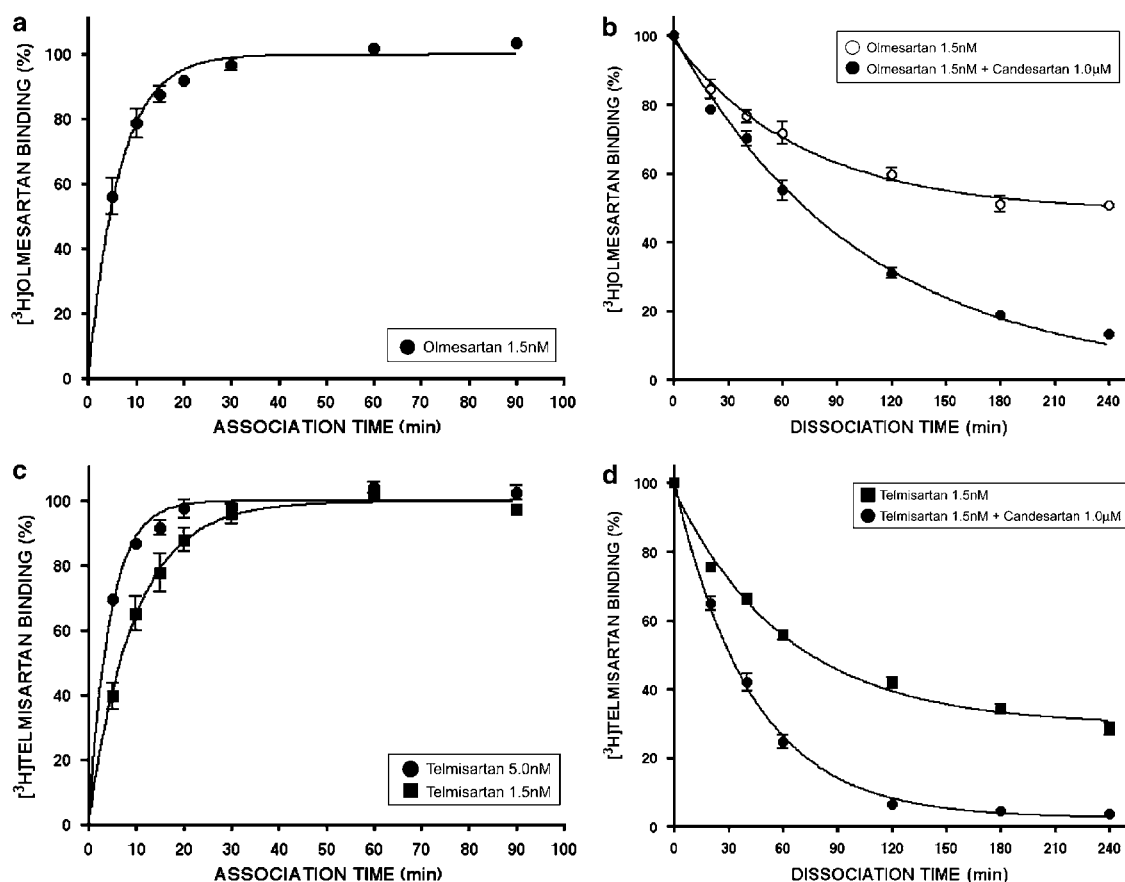 a
[³H]OLMESARTAN BINDING (%)
100
80
60
40
20
0
Olmesartan 1.5nM
0 10 20 30 40 50 60 70 80 90 100
ASSOCIATION TIME (min)
b
[³H]OLMESARTAN BINDING (%)
100
80
60
40
20
0
Olmesartan 1.5nM
Olmesartan 1.5nM + Candesartan 1.0µM
0 30 60 90 120 150 180 210 240
DISSOCIATION TIME (min)
c
[³H]TELMISARTAN BINDING (%)
100
80
60
40
20
0
Telmisartan 5.0nM
Telmisartan 1.5nM
0 10 20 30 40 50 60 70 80 90 100
ASSOCIATION TIME (min)
d
[³H]TELMISARTAN BINDING (%)
100
80
60
40
20
0
Telmisartan 1.5nM
Telmisartan 1.5nM + Candesartan 1.0µM
0 30 60 90 120 150 180 210 240
DISSOCIATION TIME (min)